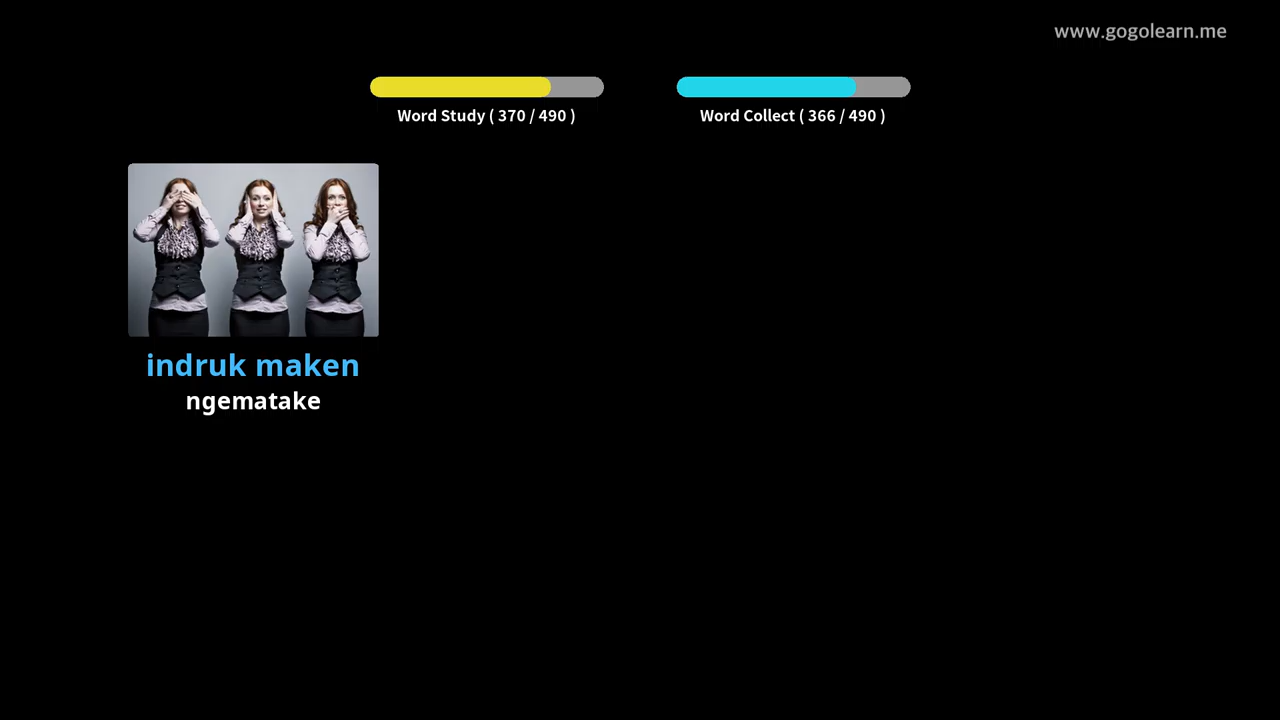 www.gogolearn.me
Word Study ( 370 / 490 )
Word Collect ( 366 / 490 )
indruk maken
ngematake